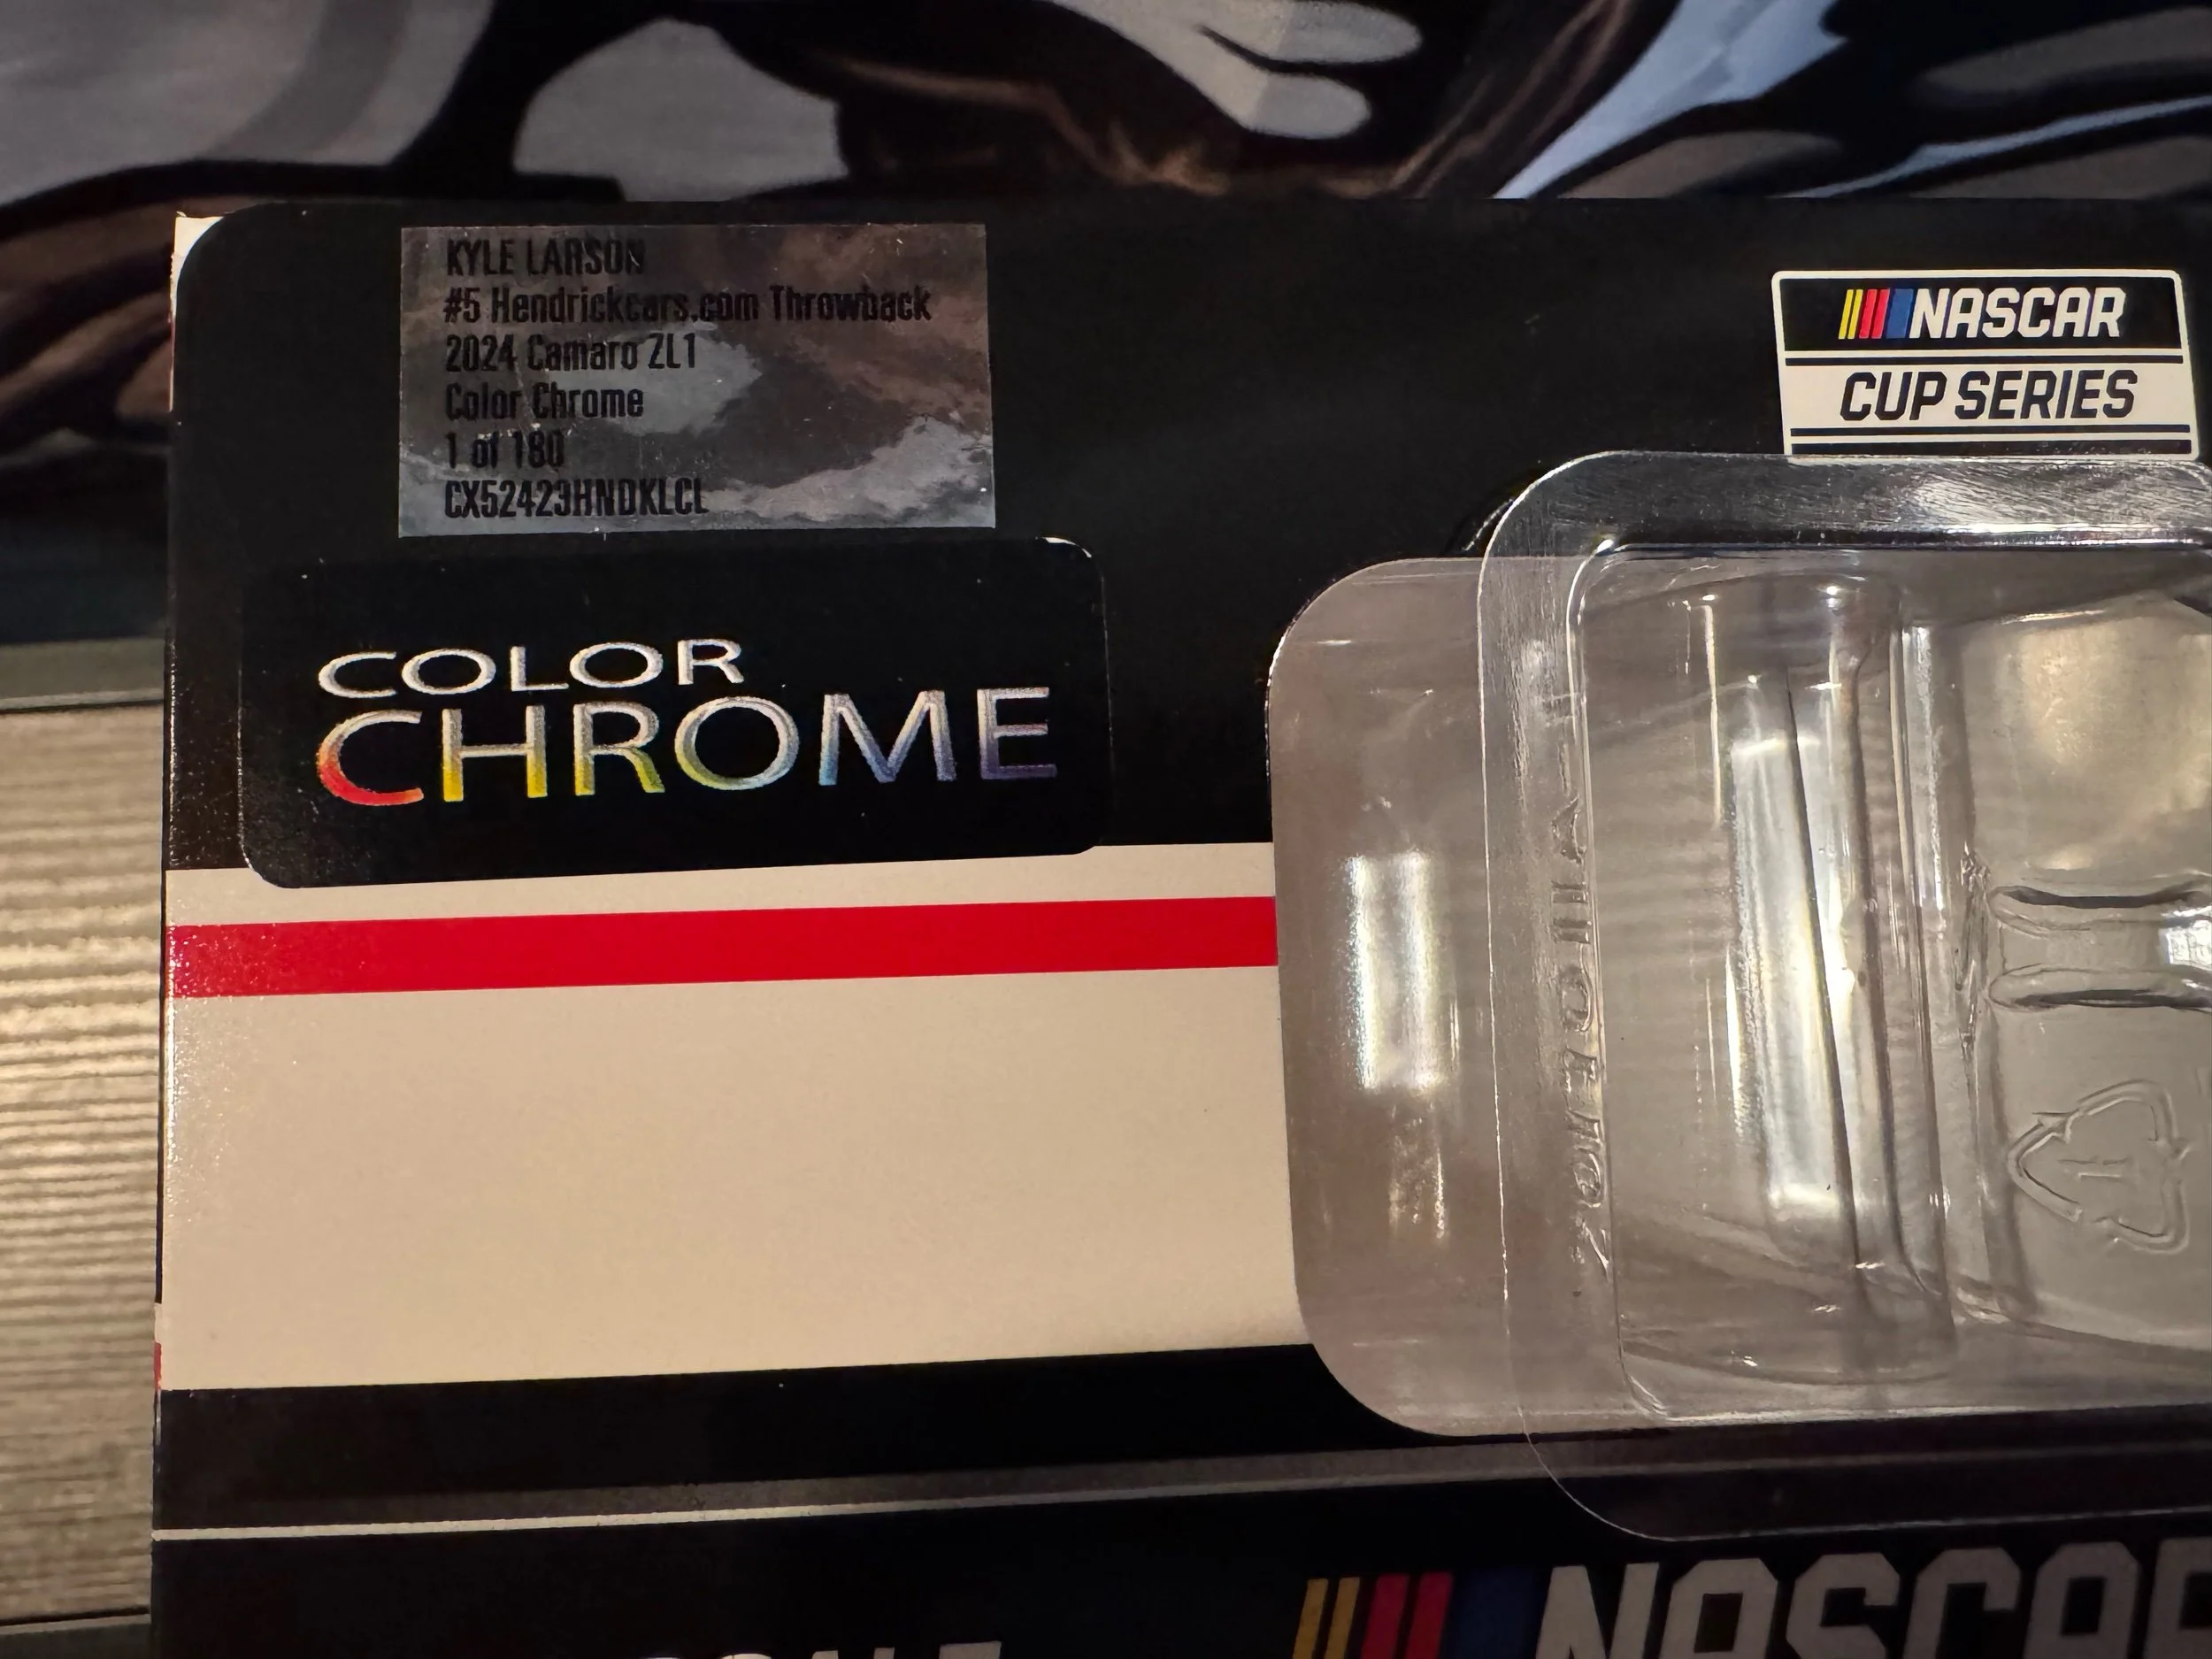 KYLE LARSON
#5 Hendrickcars.com Throwback
2024 Camaro ZL1
Color Chrome
1 of 180
CX52423HNDKLCL
NASCAR
CUP SERIES
COLOR
CHROME
1
NASCAR